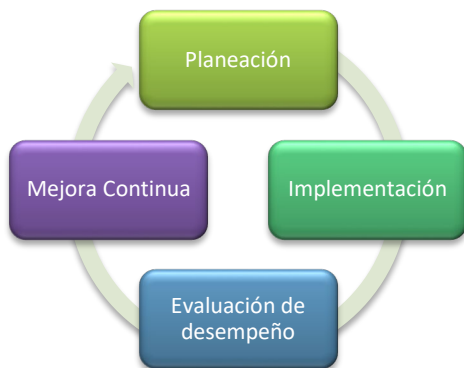 Planeación
Implementación
Evaluación de
desempeño
Mejora Continua